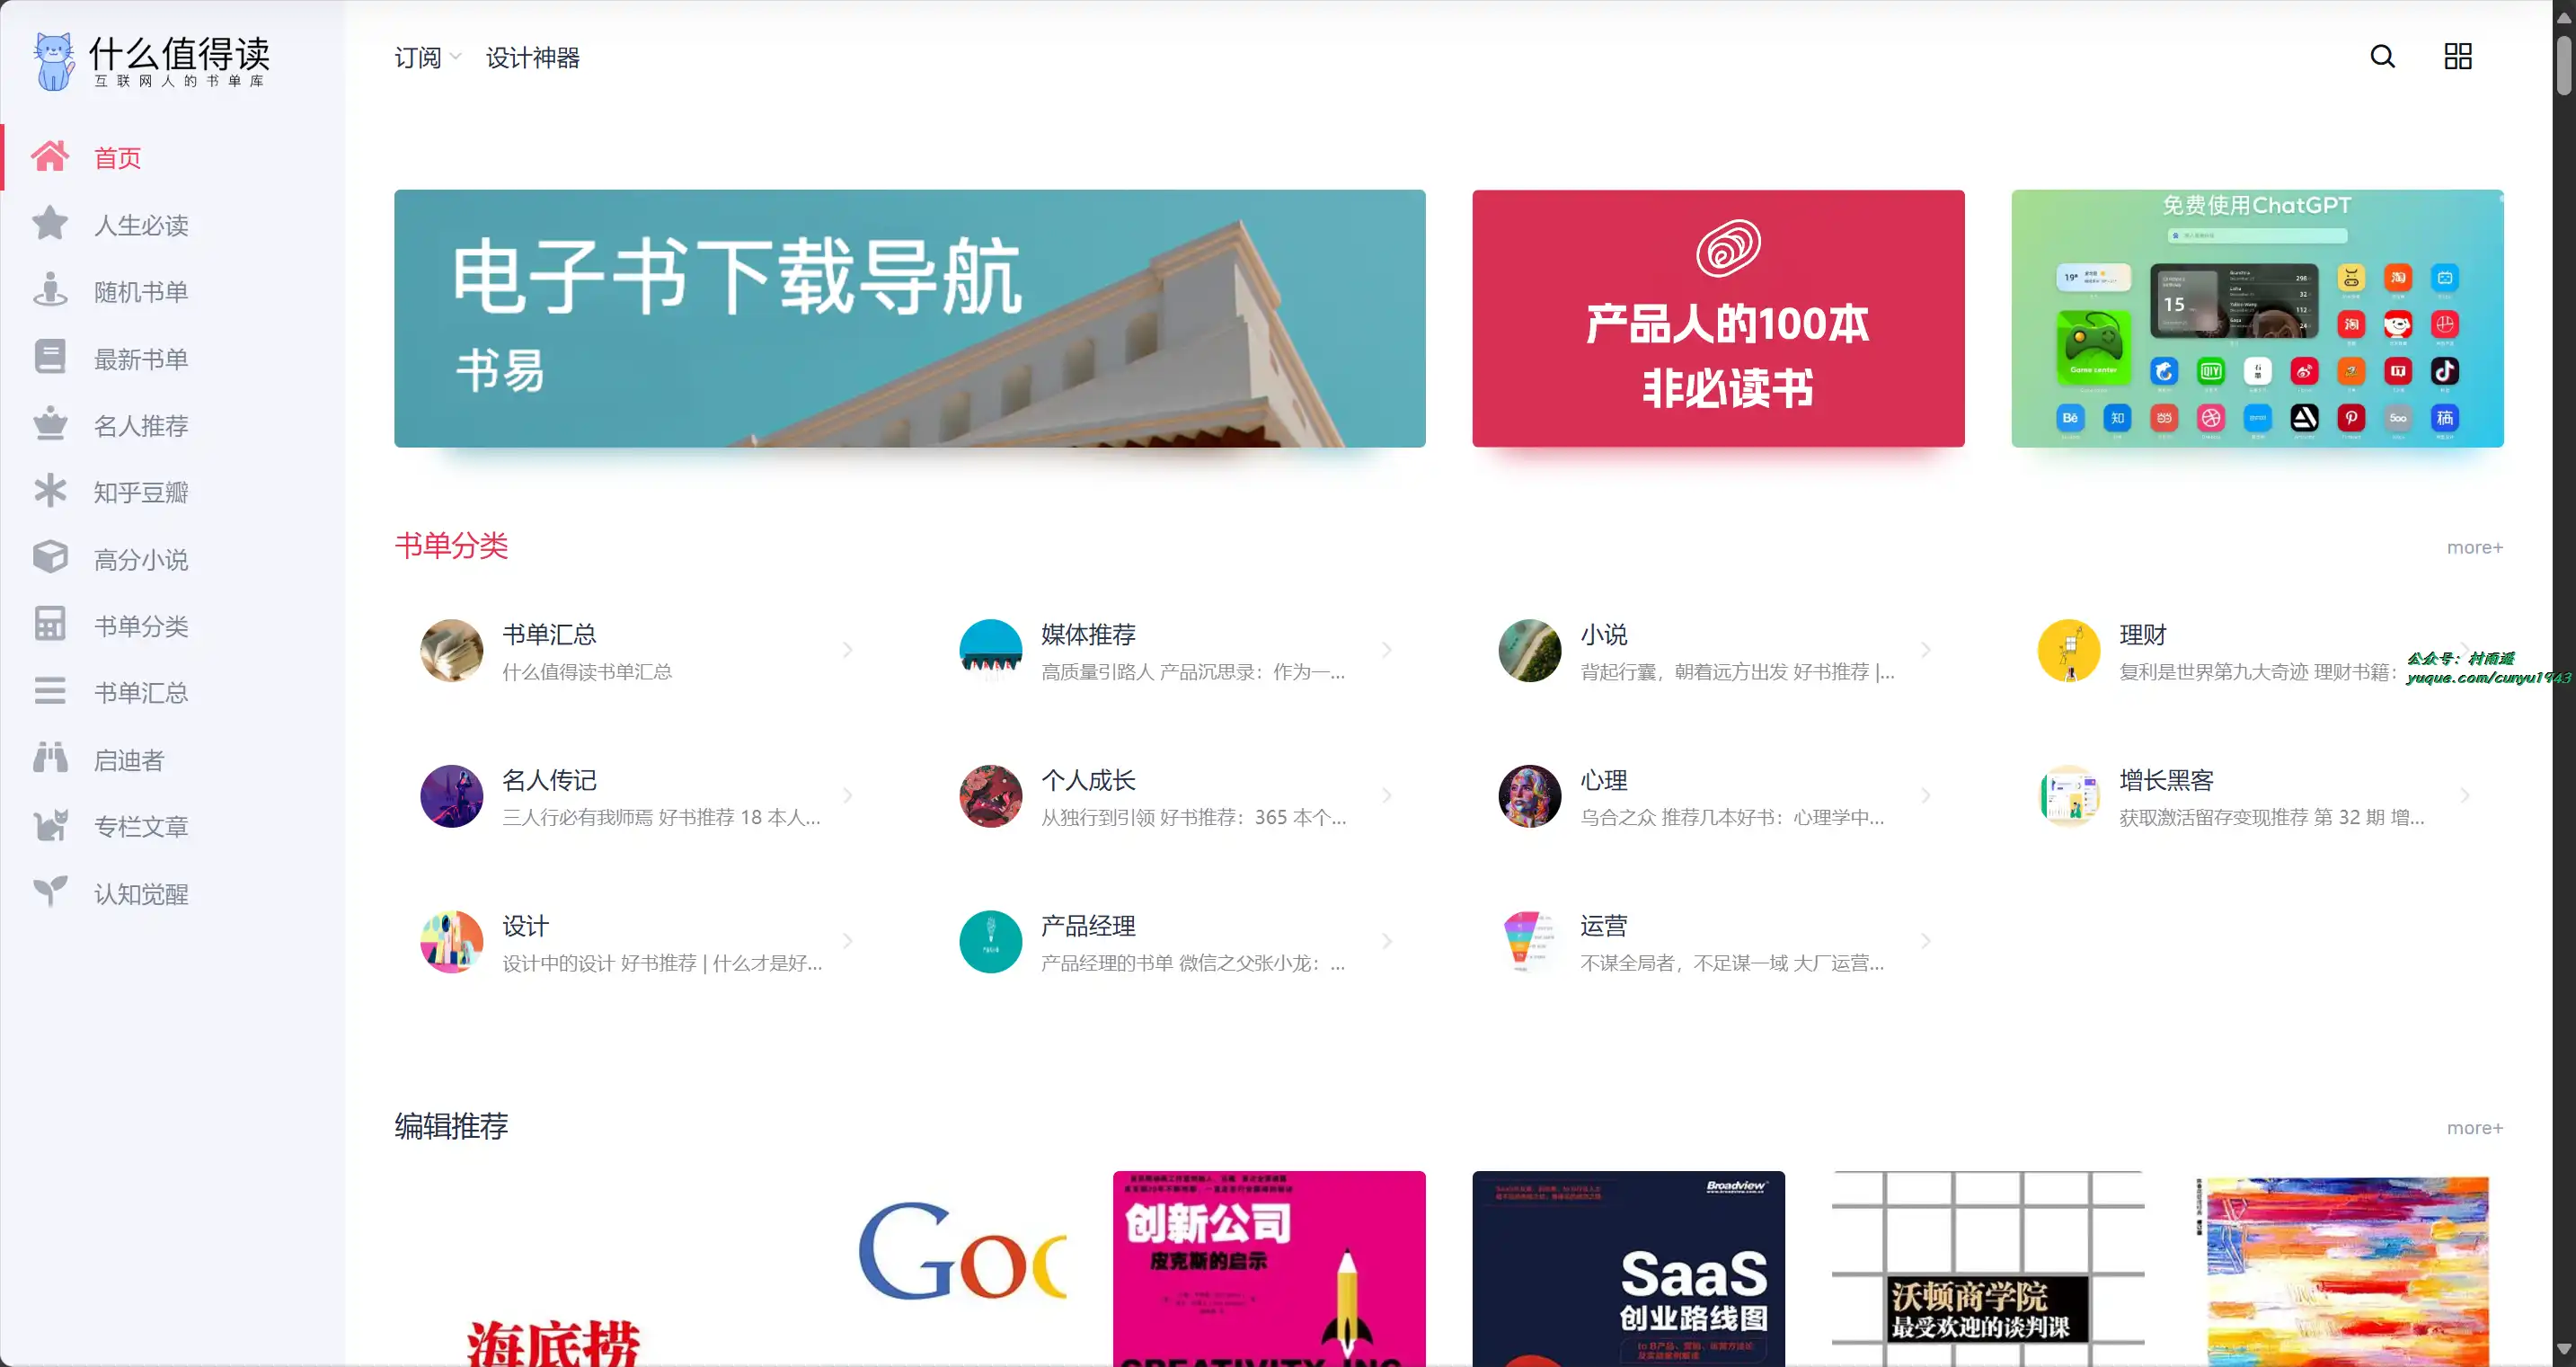 什么值得读
互联网人的书单库
订阅
设计神器
首页
人生必读
随机书单
最新书单
名人推荐
知乎豆瓣
高分小说
书单分类
书单汇总
启迪者
专栏文章
认知觉醒
电子书下载导航
书易
产品人的100本
非必读书
免费使用ChatGPT
19°
15
Game center
书单分类
more+
书单汇总
什么值得读书单汇总
媒体推荐
高质量引路人 产品沉思录：作为一...
小说
背起行囊，朝着远方出发 好书推荐 |...
理财
复利是世界第九大奇迹 理财书籍：
公众号：村雨遥
yuque.com/cunyu1943
名人传记
三人行必有我师焉 好书推荐 18 本人...
个人成长
从独行到引领 好书推荐：365 本个...
心理
乌合之众 推荐几本好书：心理学中...
增长黑客
获取激活留存变现推荐 第 32 期 增...
设计
设计中的设计 好书推荐 | 什么才是好...
产品经理
产品经理的书单 微信之父张小龙：...
运营
不谋全局者，不足谋一域 大厂运营...
编辑推荐
more+
海底捞
Goo
创新公司
皮克斯的启示
CREATIVITY, INC
Broadview
SaaS
创业路线图
沃顿商学院
最受欢迎的谈判课